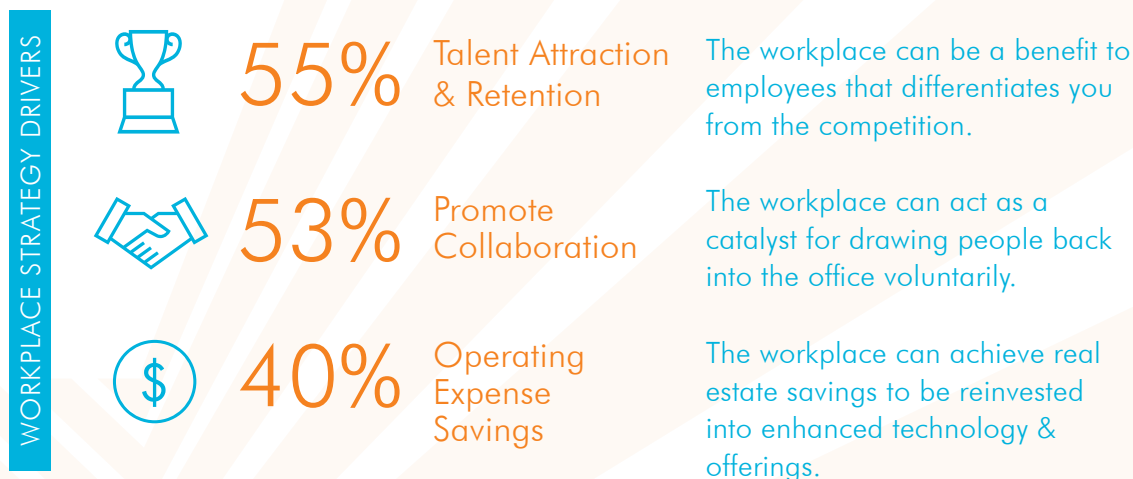 WORKPLACE STRATEGY DRIVERS
55%
Talent Attraction
& Retention
The workplace can be a benefit to
employees that differentiates you
from the competition.
53%
Promote
Collaboration
The workplace can act as a
catalyst for drawing people back
into the office voluntarily.
$
40%
Operating
Expense
Savings
The workplace can achieve real
estate savings to be reinvested
into enhanced technology &
offerings.